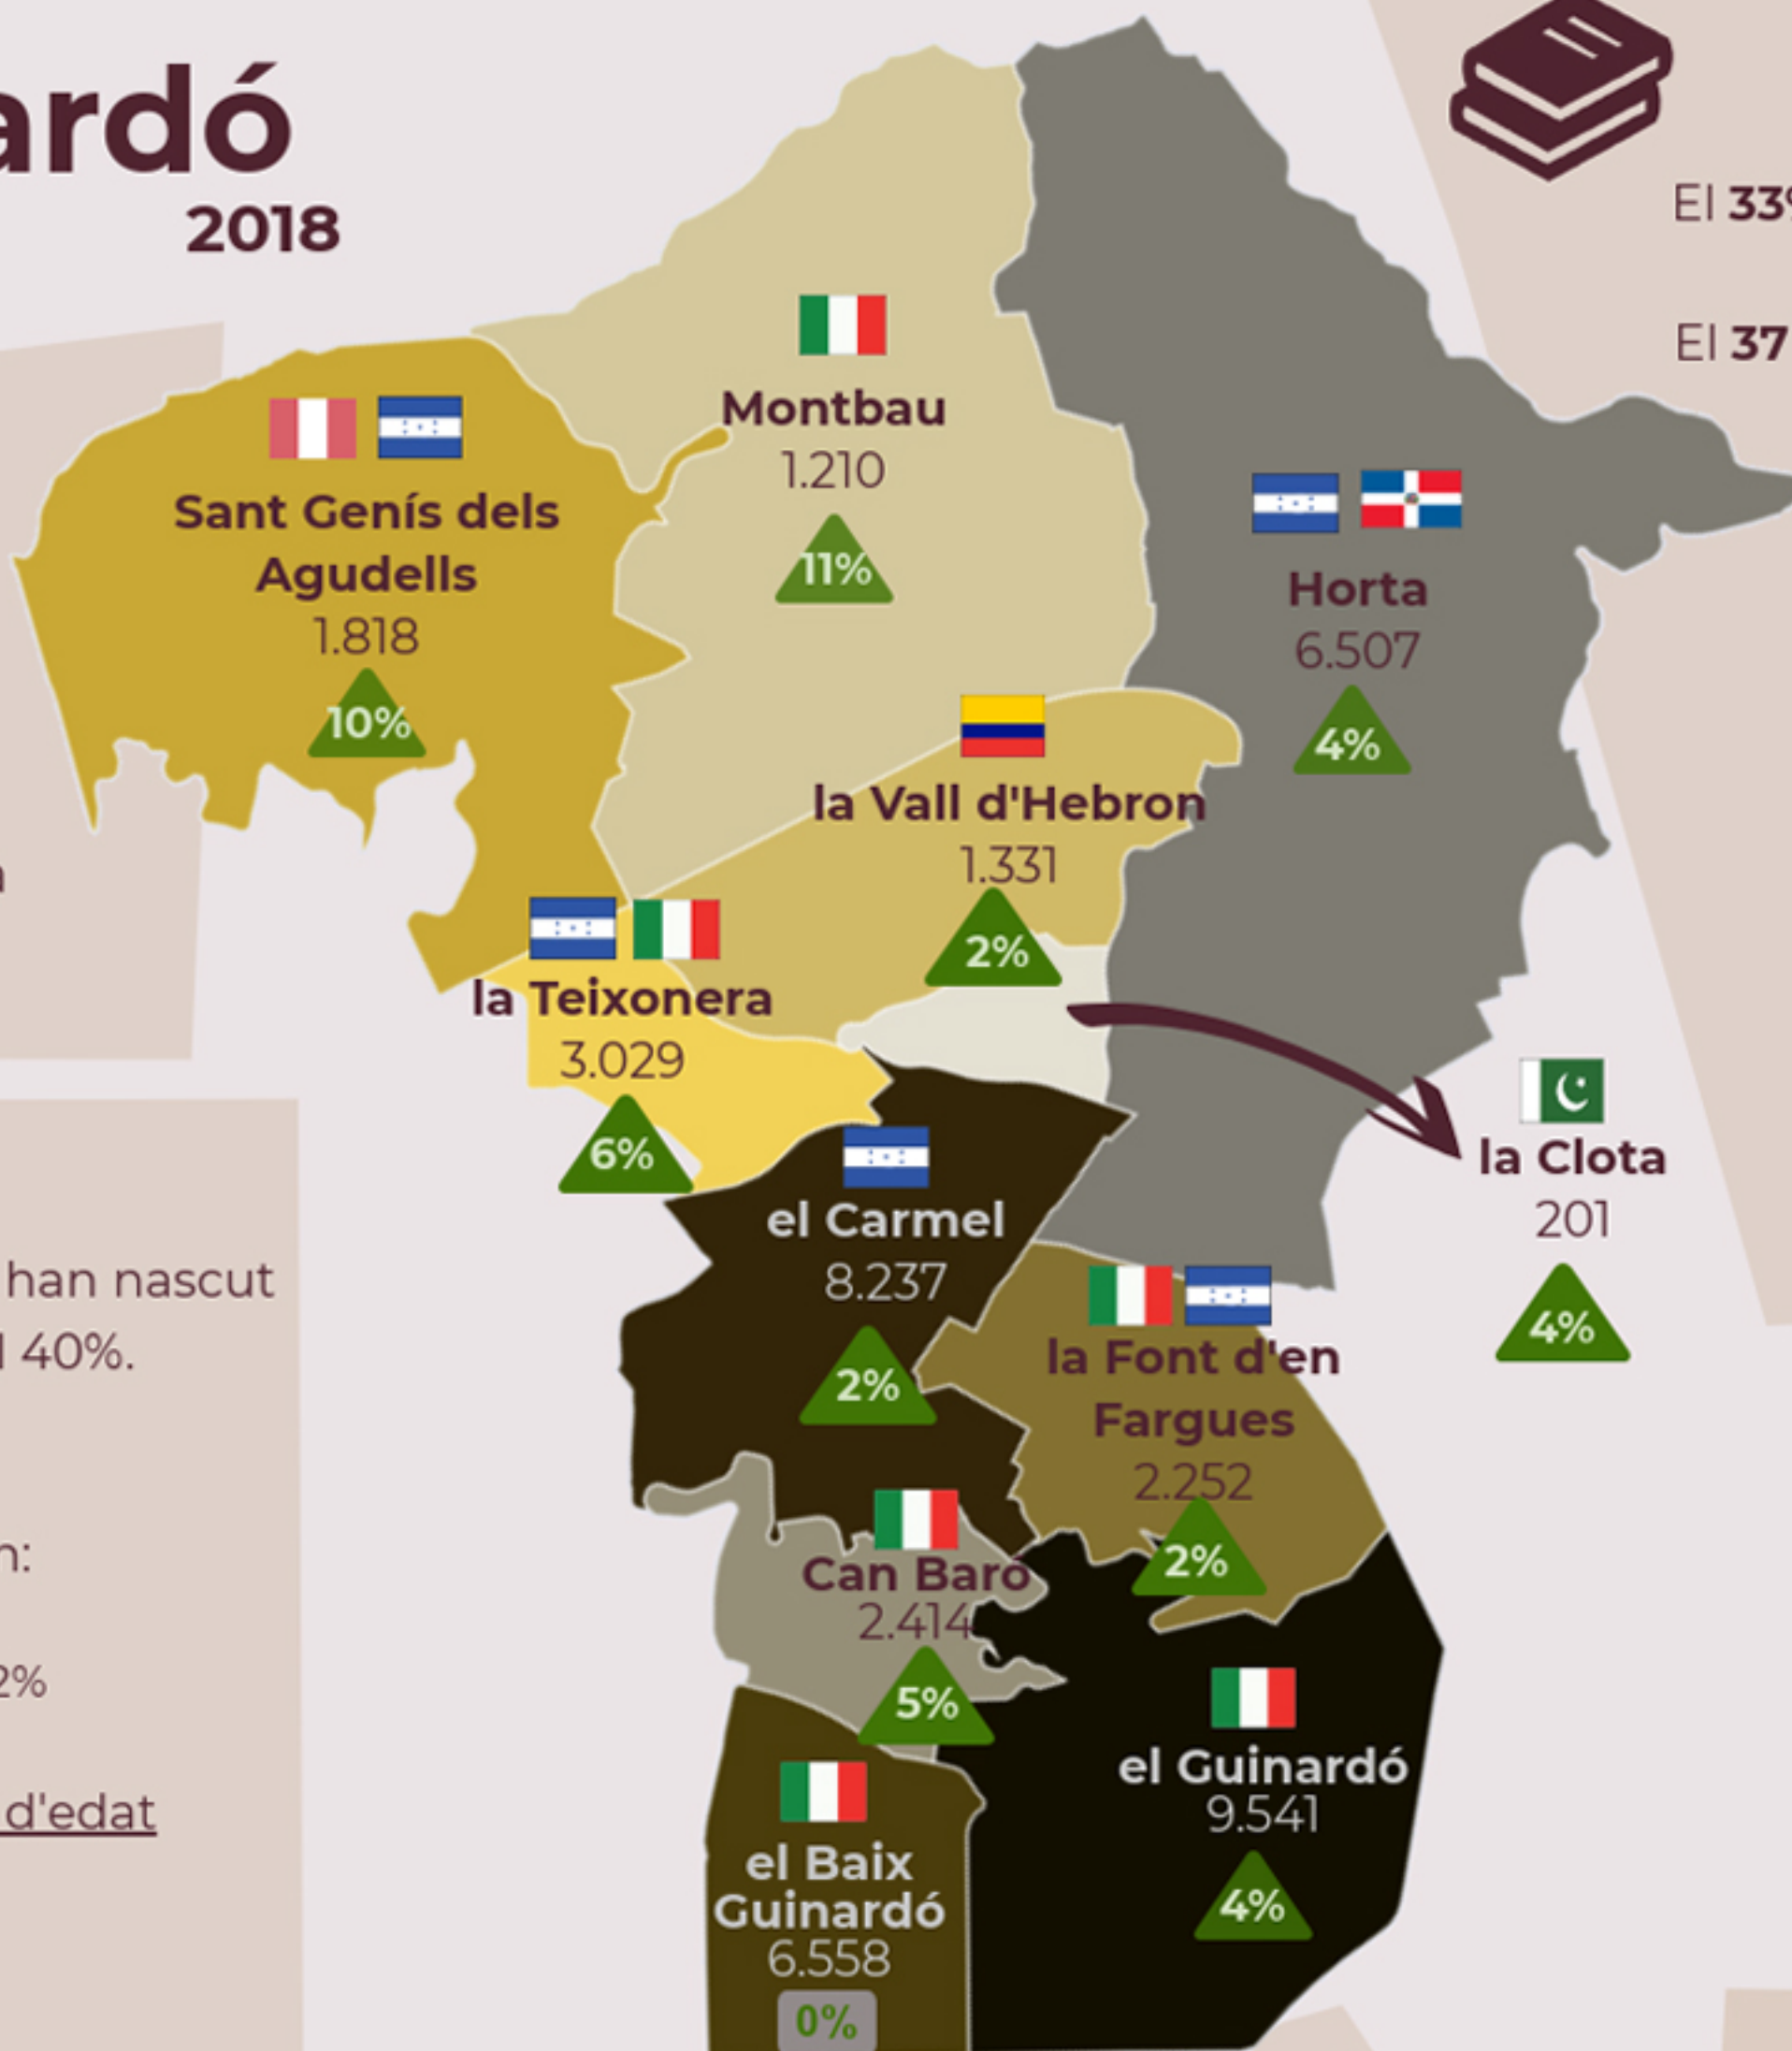 ardó
2018
El 33%
El 37
Montbau
1.210
11%
Sant Genís dels
Agudells
1.818
10%
Horta
6.507
4%
la Vall d'Hebron
1.331
2%
la Teixonera
3.029
6%
la Clota
201
4%
el Carmel
8.237
2%
la Font d'en
Fargues
2.252
2%
Can Baró
2.414
5%
el Guinardó
9.541
4%
el Baix
Guinardó
6.558
0%
han nascut
40%.
n:
2%
d'edat